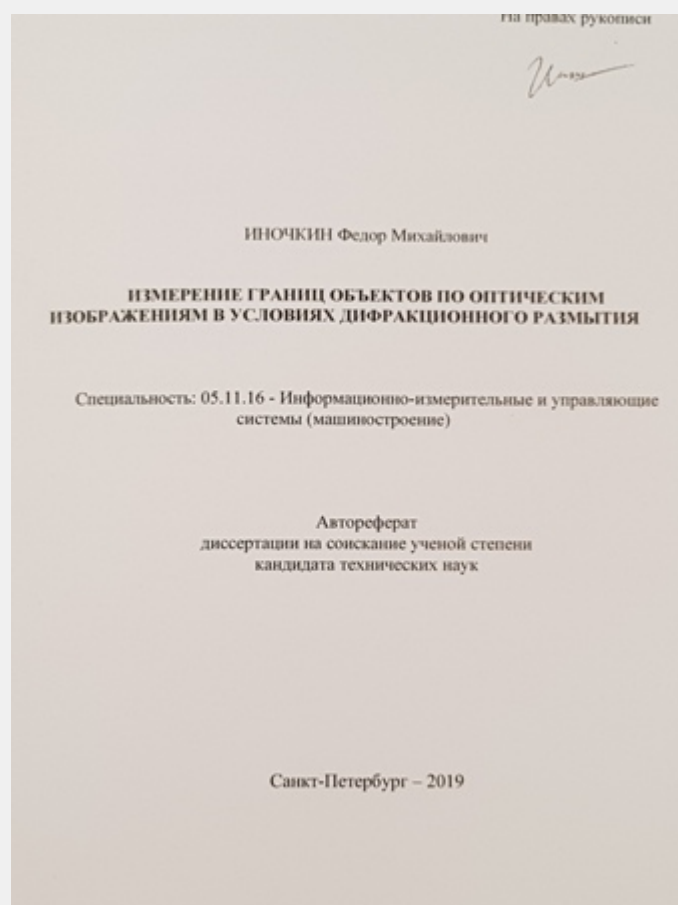 На правах рукописи
ИНОЧКИН Федор Михайлович
ИЗМЕРЕНИЕ ГРАНИЦ ОБЪЕКТОВ ПО ОПТИЧЕСКИМ
ИЗОБРАЖЕНИЯМ В УСЛОВИЯХ ДИФРАКЦИОННОГО РАЗМЫТИЯ
Специальность: 05.11.16 - Информационно-измерительные и управляющие
системы (машиностроение)
Автореферат
диссертации на соискание ученой степени
кандидата технических наук
Санкт-Петербург – 2019